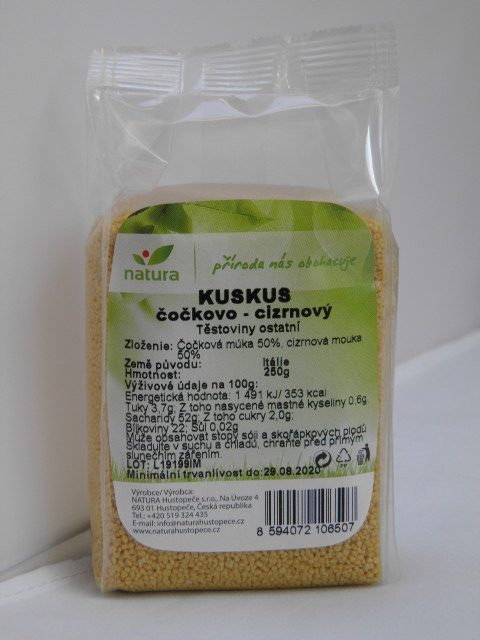 natura
příroda nás obohacuje
KUSKUS
čočkovo - cizrnový
Těstoviny ostatní
Zloženie: Čočková múka 50%, cizrnová mouka
50%
Země původu: Itálie
Hmotnost: 250g
Výživové údaje na 100g:
Energetická hodnota: 1 491 kJ/ 353 kcal
Tuky 3,7g; Z toho nasycené mastné kyseliny 0,6g
Sacharidy 52g; Z toho cukry 2,0g;
Bílkoviny 22; Sůl 0,02g
Může obsahovat stopy sóji a skořápkových plodů
Skladujte v suchu a chladu, chraňte před přímým
slunečním zářením.
LOT: L19199IM
Minimální trvanlivost do:29.08.2020
Výrobce/ Výrobca:
NATURA Hustopeče s.r.o., Na Úvoze 4
693 01 Hustopeče, Česká republika
Tel.: +420 519 324 435
E-mail: info@naturahustopece.cz
www.naturahustopece.cz
8 594072 106507